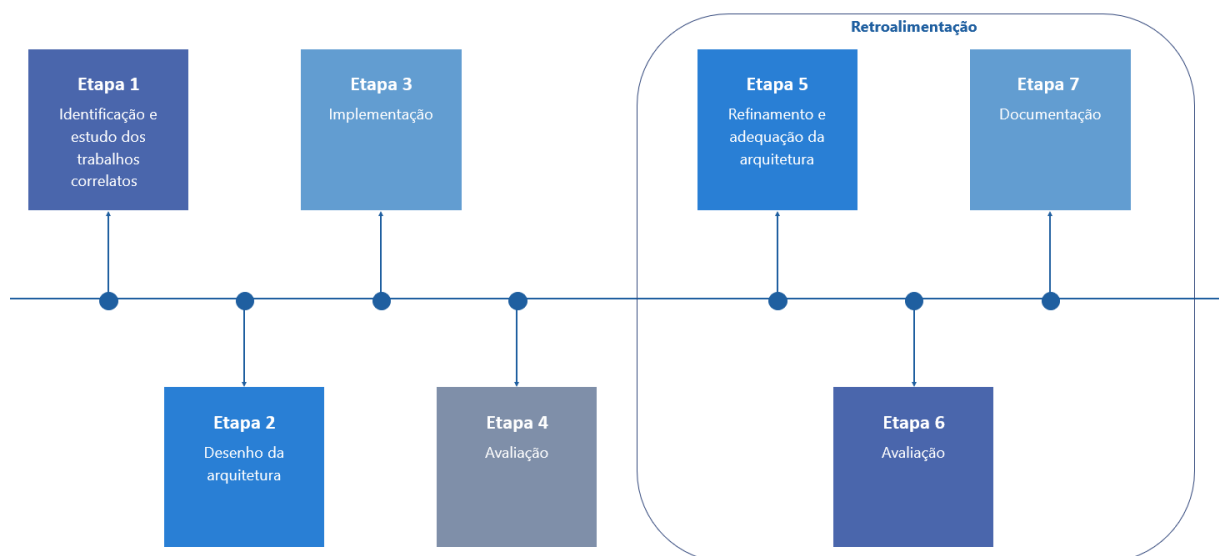 Retroalimentação
Etapa 1
Identificação e
estudo dos
trabalhos
correlatos
Etapa 2
Desenho da
arquitetura
Etapa 3
Implementação
Etapa 4
Avaliação
Etapa 5
Refinamento e
adequação da
arquitetura
Etapa 6
Avaliação
Etapa 7
Documentação